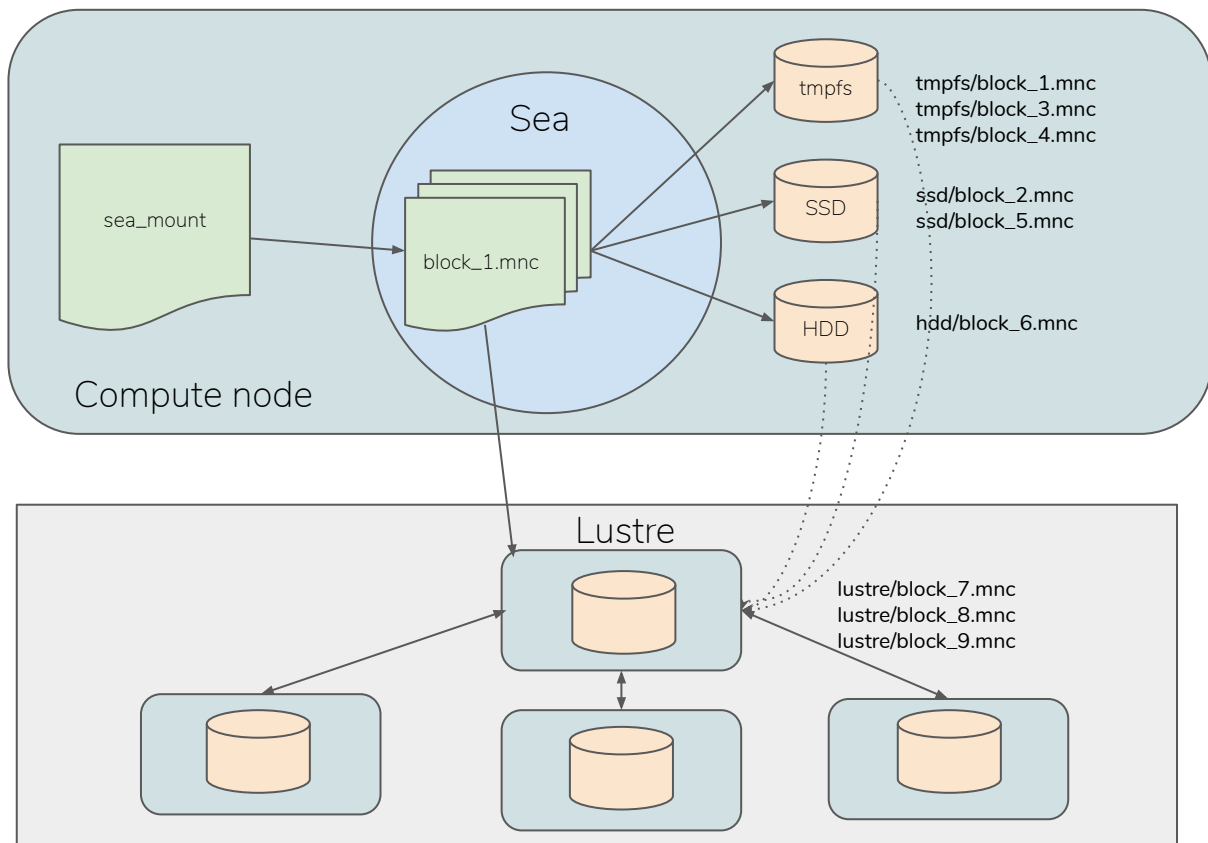 Sea
tmpfs
tmpfs/block_1.mnc
tmpfs/block_3.mnc
tmpfs/block_4.mnc
sea_mount
block_1.mnc
SSD
ssd/block_2.mnc
ssd/block_5.mnc
HDD
hdd/block_6.mnc
Compute node
Lustre
lustre/block_7.mnc
lustre/block_8.mnc
lustre/block_9.mnc